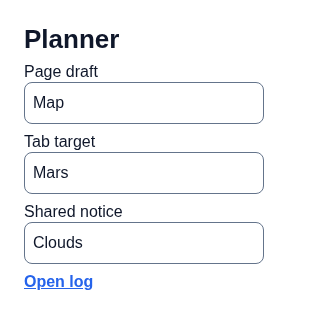 Planner
Page draft
Map
Tab target
Mars
Shared notice
Clouds
Open log